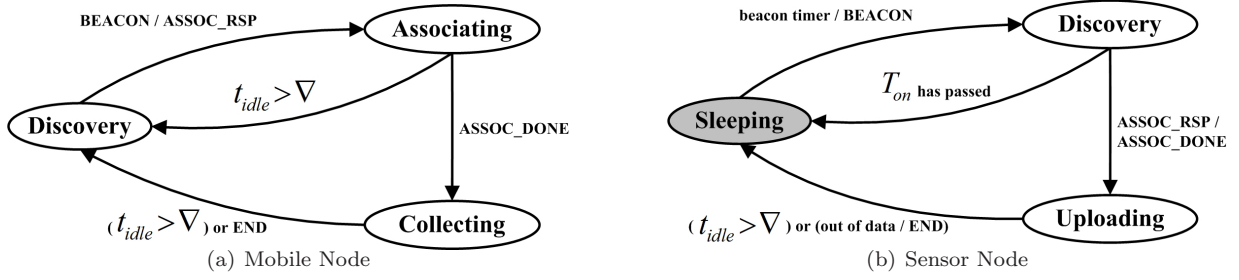 BEACON / ASSOC_RSP
Associating
t_idle > ∇
Discovery
ASSOC_DONE
Collecting
( t_idle > ∇ ) or END
(a) Mobile Node
beacon timer / BEACON
Discovery
T_on has passed
Sleeping
ASSOC_RSP /
ASSOC_DONE
Uploading
( t_idle > ∇ ) or (out of data / END)
(b) Sensor Node